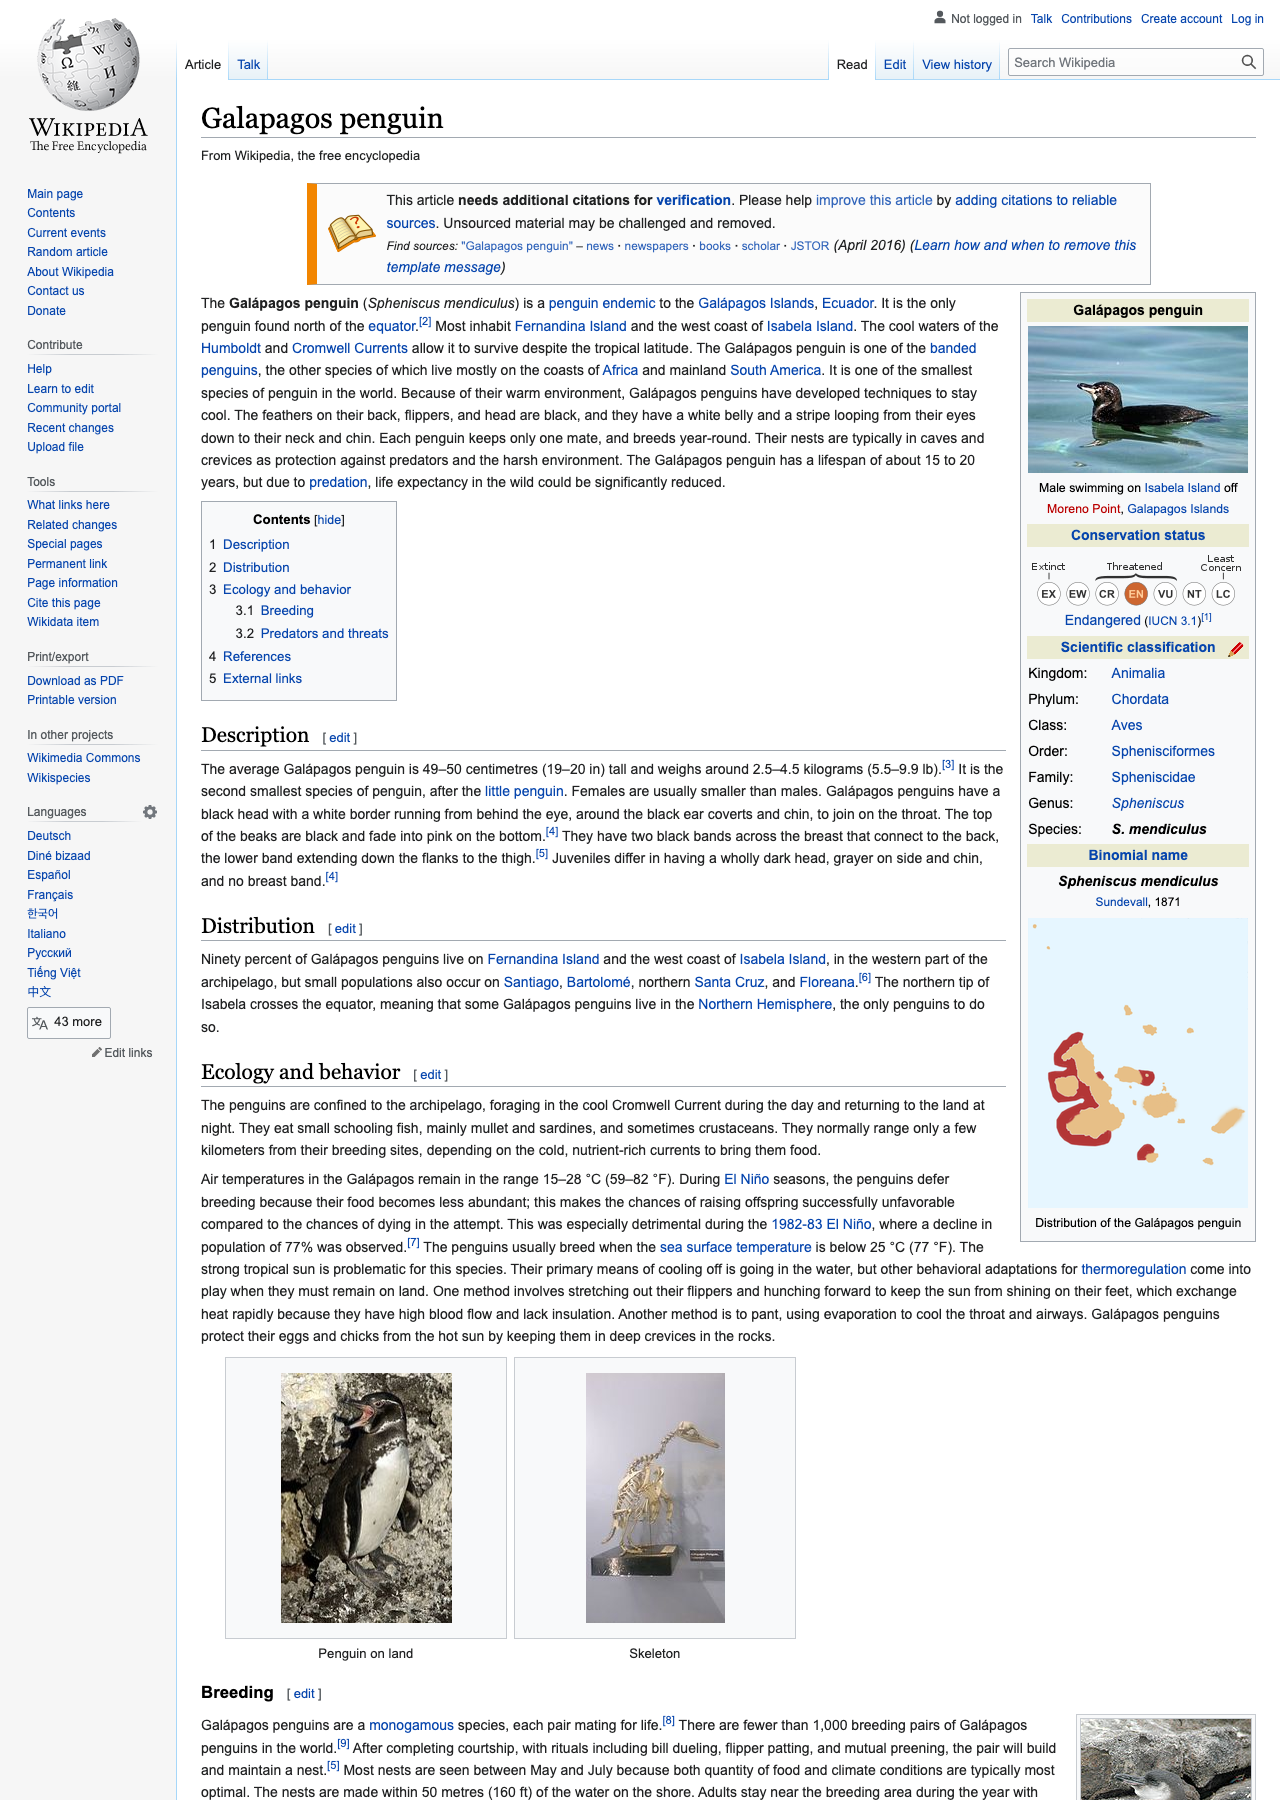 Not logged in Talk Contributions Create account Log in
Article Talk
Read Edit View history Search Wikipedia
WIKIPEDIA
The Free Encyclopedia
Main page
Contents
Current events
Random article
About Wikipedia
Contact us
Donate
Contribute
Help
Learn to edit
Community portal
Recent changes
Upload file
Tools
What links here
Related changes
Special pages
Permanent link
Page information
Cite this page
Wikidata item
Print/export
Download as PDF
Printable version
In other projects
Wikimedia Commons
Wikispecies
Languages
Deutsch
Diné bizaad
Español
Français
한국어
Italiano
Русский
Tiếng Việt
中文
43 more
Edit links
Galapagos penguin
From Wikipedia, the free encyclopedia
This article needs additional citations for verification. Please help improve this article by adding citations to reliable
sources. Unsourced material may be challenged and removed.
Find sources: "Galapagos penguin" – news · newspapers · books · scholar · JSTOR (April 2016) (Learn how and when to remove this
template message)
The Galápagos penguin (Spheniscus mendiculus) is a penguin endemic to the Galápagos Islands, Ecuador. It is the only
penguin found north of the equator.[2] Most inhabit Fernandina Island and the west coast of Isabela Island. The cool waters of the
Humboldt and Cromwell Currents allow it to survive despite the tropical latitude. The Galápagos penguin is one of the banded
penguins, the other species of which live mostly on the coasts of Africa and mainland South America. It is one of the smallest
species of penguin in the world. Because of their warm environment, Galápagos penguins have developed techniques to stay
cool. The feathers on their back, flippers, and head are black, and they have a white belly and a stripe looping from their eyes
down to their neck and chin. Each penguin keeps only one mate, and breeds year-round. Their nests are typically in caves and
crevices as protection against predators and the harsh environment. The Galápagos penguin has a lifespan of about 15 to 20
years, but due to predation, life expectancy in the wild could be significantly reduced.
Galápagos penguin
Male swimming on Isabela Island off
Moreno Point, Galapagos Islands
Conservation status
Extinct Threatened Least Concern
EX EW CR EN VU NT LC
Endangered (IUCN 3.1)[1]
Scientific classification
Kingdom: Animalia
Phylum: Chordata
Class: Aves
Order: Sphenisciformes
Family: Spheniscidae
Genus: Spheniscus
Species: S. mendiculus
Binomial name
Spheniscus mendiculus
Sundevall, 1871
Distribution of the Galápagos penguin
Contents [hide]
1 Description
2 Distribution
3 Ecology and behavior
3.1 Breeding
3.2 Predators and threats
4 References
5 External links
Description [ edit ]
The average Galápagos penguin is 49–50 centimetres (19–20 in) tall and weighs around 2.5–4.5 kilograms (5.5–9.9 lb).[3] It is the
second smallest species of penguin, after the little penguin. Females are usually smaller than males. Galápagos penguins have a
black head with a white border running from behind the eye, around the black ear coverts and chin, to join on the throat. The top
of the beaks are black and fade into pink on the bottom.[4] They have two black bands across the breast that connect to the back,
the lower band extending down the flanks to the thigh.[5] Juveniles differ in having a wholly dark head, grayer on side and chin,
and no breast band.[4]
Distribution [ edit ]
Ninety percent of Galápagos penguins live on Fernandina Island and the west coast of Isabela Island, in the western part of the
archipelago, but small populations also occur on Santiago, Bartolomé, northern Santa Cruz, and Floreana.[6] The northern tip of
Isabela crosses the equator, meaning that some Galápagos penguins live in the Northern Hemisphere, the only penguins to do
so.
Ecology and behavior [ edit ]
The penguins are confined to the archipelago, foraging in the cool Cromwell Current during the day and returning to the land at
night. They eat small schooling fish, mainly mullet and sardines, and sometimes crustaceans. They normally range only a few
kilometers from their breeding sites, depending on the cold, nutrient-rich currents to bring them food.
Air temperatures in the Galápagos remain in the range 15–28 °C (59–82 °F). During El Niño seasons, the penguins defer
breeding because their food becomes less abundant; this makes the chances of raising offspring successfully unfavorable
compared to the chances of dying in the attempt. This was especially detrimental during the 1982-83 El Niño, where a decline in
population of 77% was observed.[7] The penguins usually breed when the sea surface temperature is below 25 °C (77 °F). The
strong tropical sun is problematic for this species. Their primary means of cooling off is going in the water, but other behavioral adaptations for thermoregulation come into
play when they must remain on land. One method involves stretching out their flippers and hunching forward to keep the sun from shining on their feet, which exchange
heat rapidly because they have high blood flow and lack insulation. Another method is to pant, using evaporation to cool the throat and airways. Galápagos penguins
protect their eggs and chicks from the hot sun by keeping them in deep crevices in the rocks.
Penguin on land
Skeleton
Breeding [ edit ]
Galápagos penguins are a monogamous species, each pair mating for life.[8] There are fewer than 1,000 breeding pairs of Galápagos
penguins in the world.[9] After completing courtship, with rituals including bill dueling, flipper patting, and mutual preening, the pair will build
and maintain a nest.[5] Most nests are seen between May and July because both quantity of food and climate conditions are typically most
optimal. The nests are made within 50 metres (160 ft) of the water on the shore. Adults stay near the breeding area during the year with